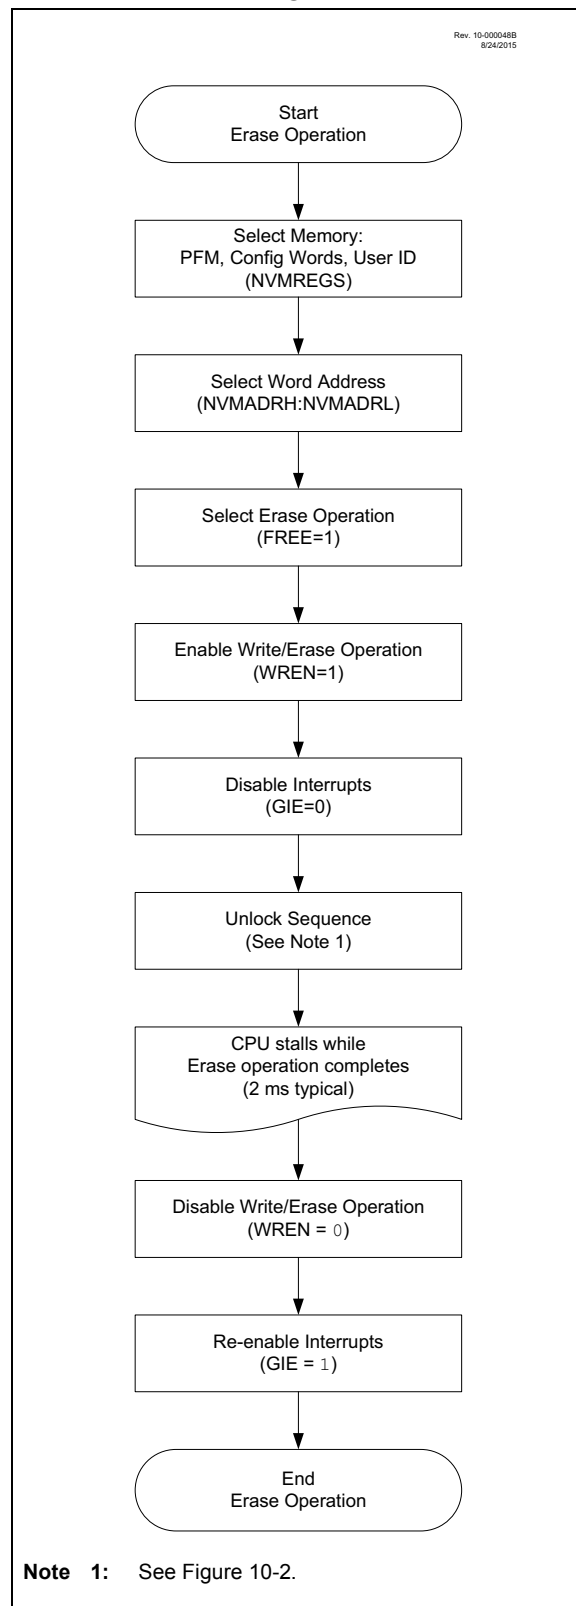 Rev. 10-000048B
8/24/2015
Start
Erase Operation
Select Memory:
PFM, Config Words, User ID
(NVMREGS)
Select Word Address
(NVMADRH:NVMADRL)
Select Erase Operation
(FREE=1)
Enable Write/Erase Operation
(WREN=1)
Disable Interrupts
(GIE=0)
Unlock Sequence
(See Note 1)
CPU stalls while
Erase operation completes
(2 ms typical)
Disable Write/Erase Operation
(WREN = 0)
Re-enable Interrupts
(GIE = 1)
End
Erase Operation
Note 1: See Figure 10-2.